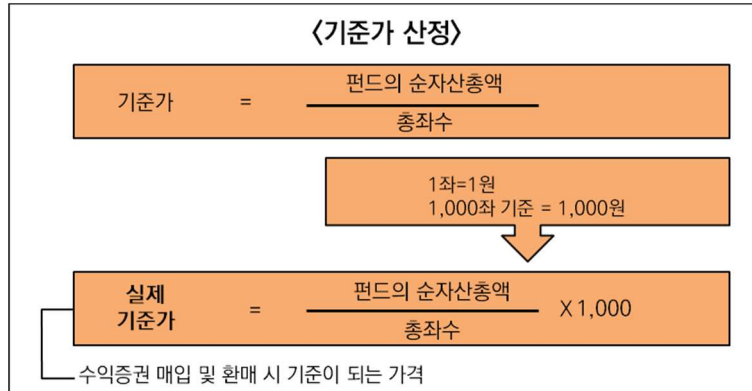 〈기준가 산정〉
기준가 = 펀드의 순자산총액
총좌수
1좌=1원
1,000좌 기준 = 1,000원
실제
기준가 = 펀드의 순자산총액 X 1,000
총좌수
수익증권 매입 및 환매 시 기준이 되는 가격